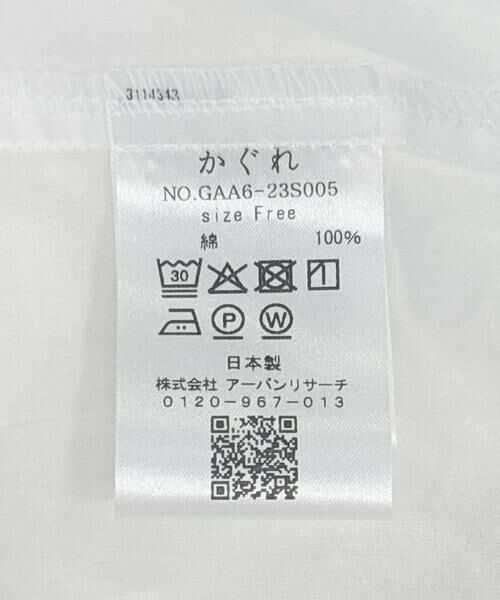 3114343
かぐれ
NO.GAA6-23S005
size Free
綿 100%
30
P W
日本製
株式会社 アーバンリサーチ
0120-967-013